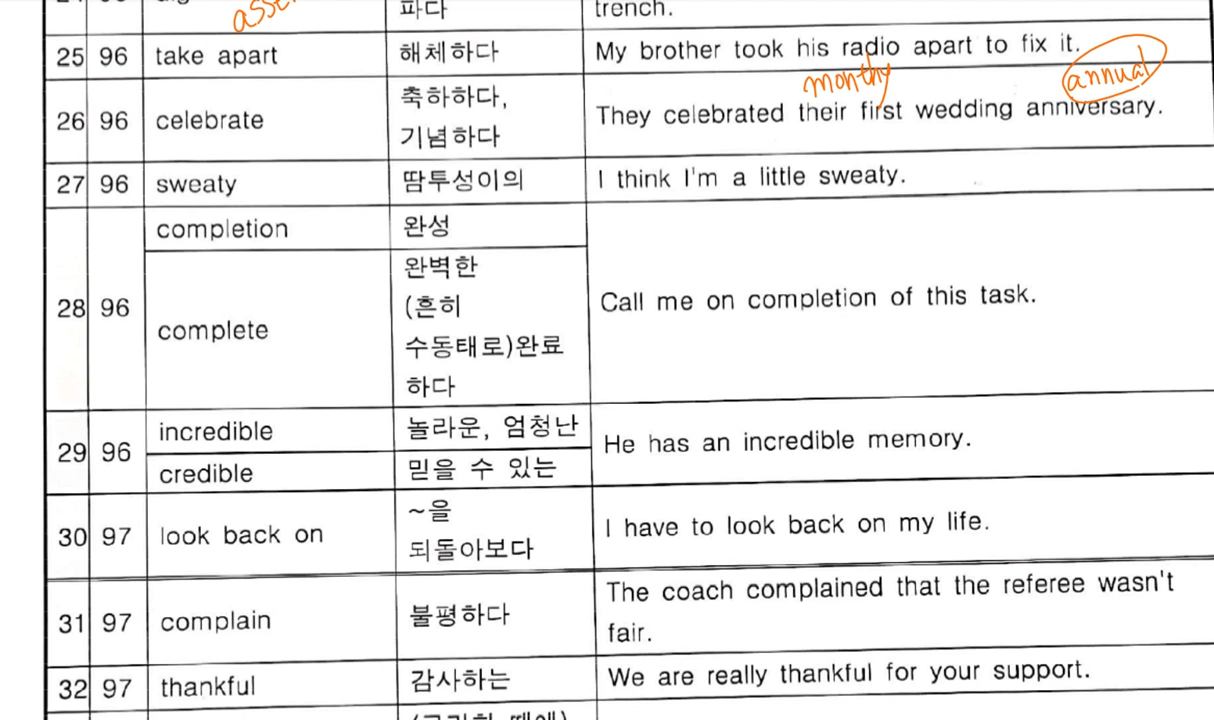 파다
trench.
25 96 take apart 해체하다 My brother took his radio apart to fix it.
monthy annual
26 96 celebrate 축하하다,
기념하다 They celebrated their first wedding anniversary.
27 96 sweaty 땀투성이의 I think I'm a little sweaty.
28 96 completion 완성
complete 완벽한
(흔히
수동태로)완료
하다
Call me on completion of this task.
29 96 incredible 놀라운, 엄청난
credible 믿을 수 있는
He has an incredible memory.
30 97 look back on ~을
되돌아보다
I have to look back on my life.
31 97 complain 불평하다 The coach complained that the referee wasn't
fair.
32 97 thankful 감사하는 We are really thankful for your support.